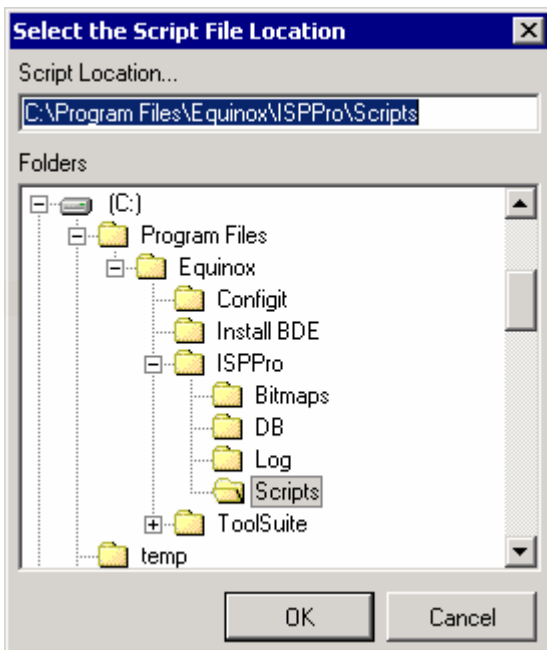 Select the Script File Location
Script Location...
C:\Program Files\Equinox\ISPPro\Scripts
Folders
(C:)
Program Files
Equinox
Configit
Install BDE
ISPPro
Bitmaps
DB
Log
Scripts
ToolSuite
temp
OK Cancel